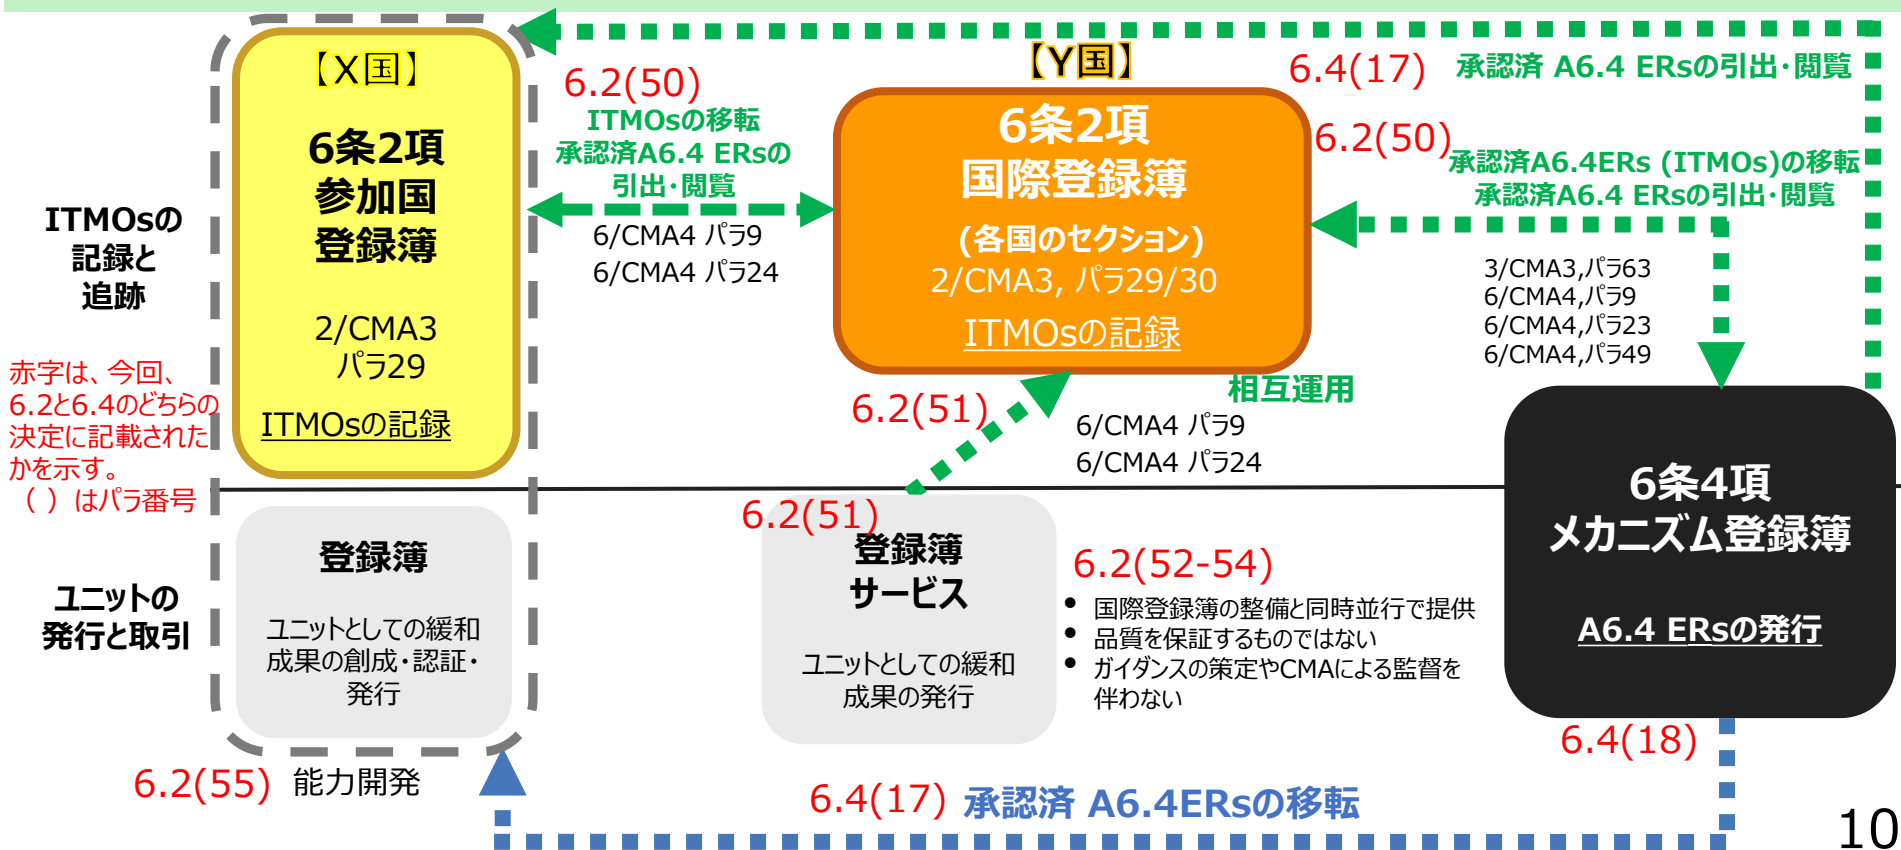 【X国】
6条2項
参加国
登録簿
2/CMA3
パラ29
ITMOsの記録
6.2(50)
ITMOsの移転
承認済A6.4 ERsの
引出・閲覧
6/CMA4 パラ9
6/CMA4 パラ24
【Y国】
6条2項
国際登録簿
(各国のセクション)
2/CMA3, パラ29/30
ITMOsの記録
6.4(17)
承認済 A6.4 ERsの引出・閲覧
6.2(50)
承認済A6.4ERs (ITMOs)の移転
承認済A6.4 ERsの引出・閲覧
3/CMA3,パラ63
6/CMA4,パラ9
6/CMA4,パラ23
6/CMA4,パラ49
ITMOsの
記録と
追跡
赤字は、今回、
6.2と6.4のどちらの
決定に記載された
かを示す。
( ) はパラ番号
6.2(51)
相互運用
6/CMA4 パラ9
6/CMA4 パラ24
6条4項
メカニズム登録簿
A6.4 ERsの発行
ユニットの
発行と取引
登録簿
ユニットとしての緩和
成果の創成・認証・
発行
6.2(51)
登録簿
サービス
ユニットとしての緩和
成果の発行
6.2(52-54)
• 国際登録簿の整備と同時並行で提供
• 品質を保証するものではない
• ガイダンスの策定やCMAによる監督を
伴わない
6.4(18)
6.2(55) 能力開発
6.4(17) 承認済 A6.4ERsの移転
10